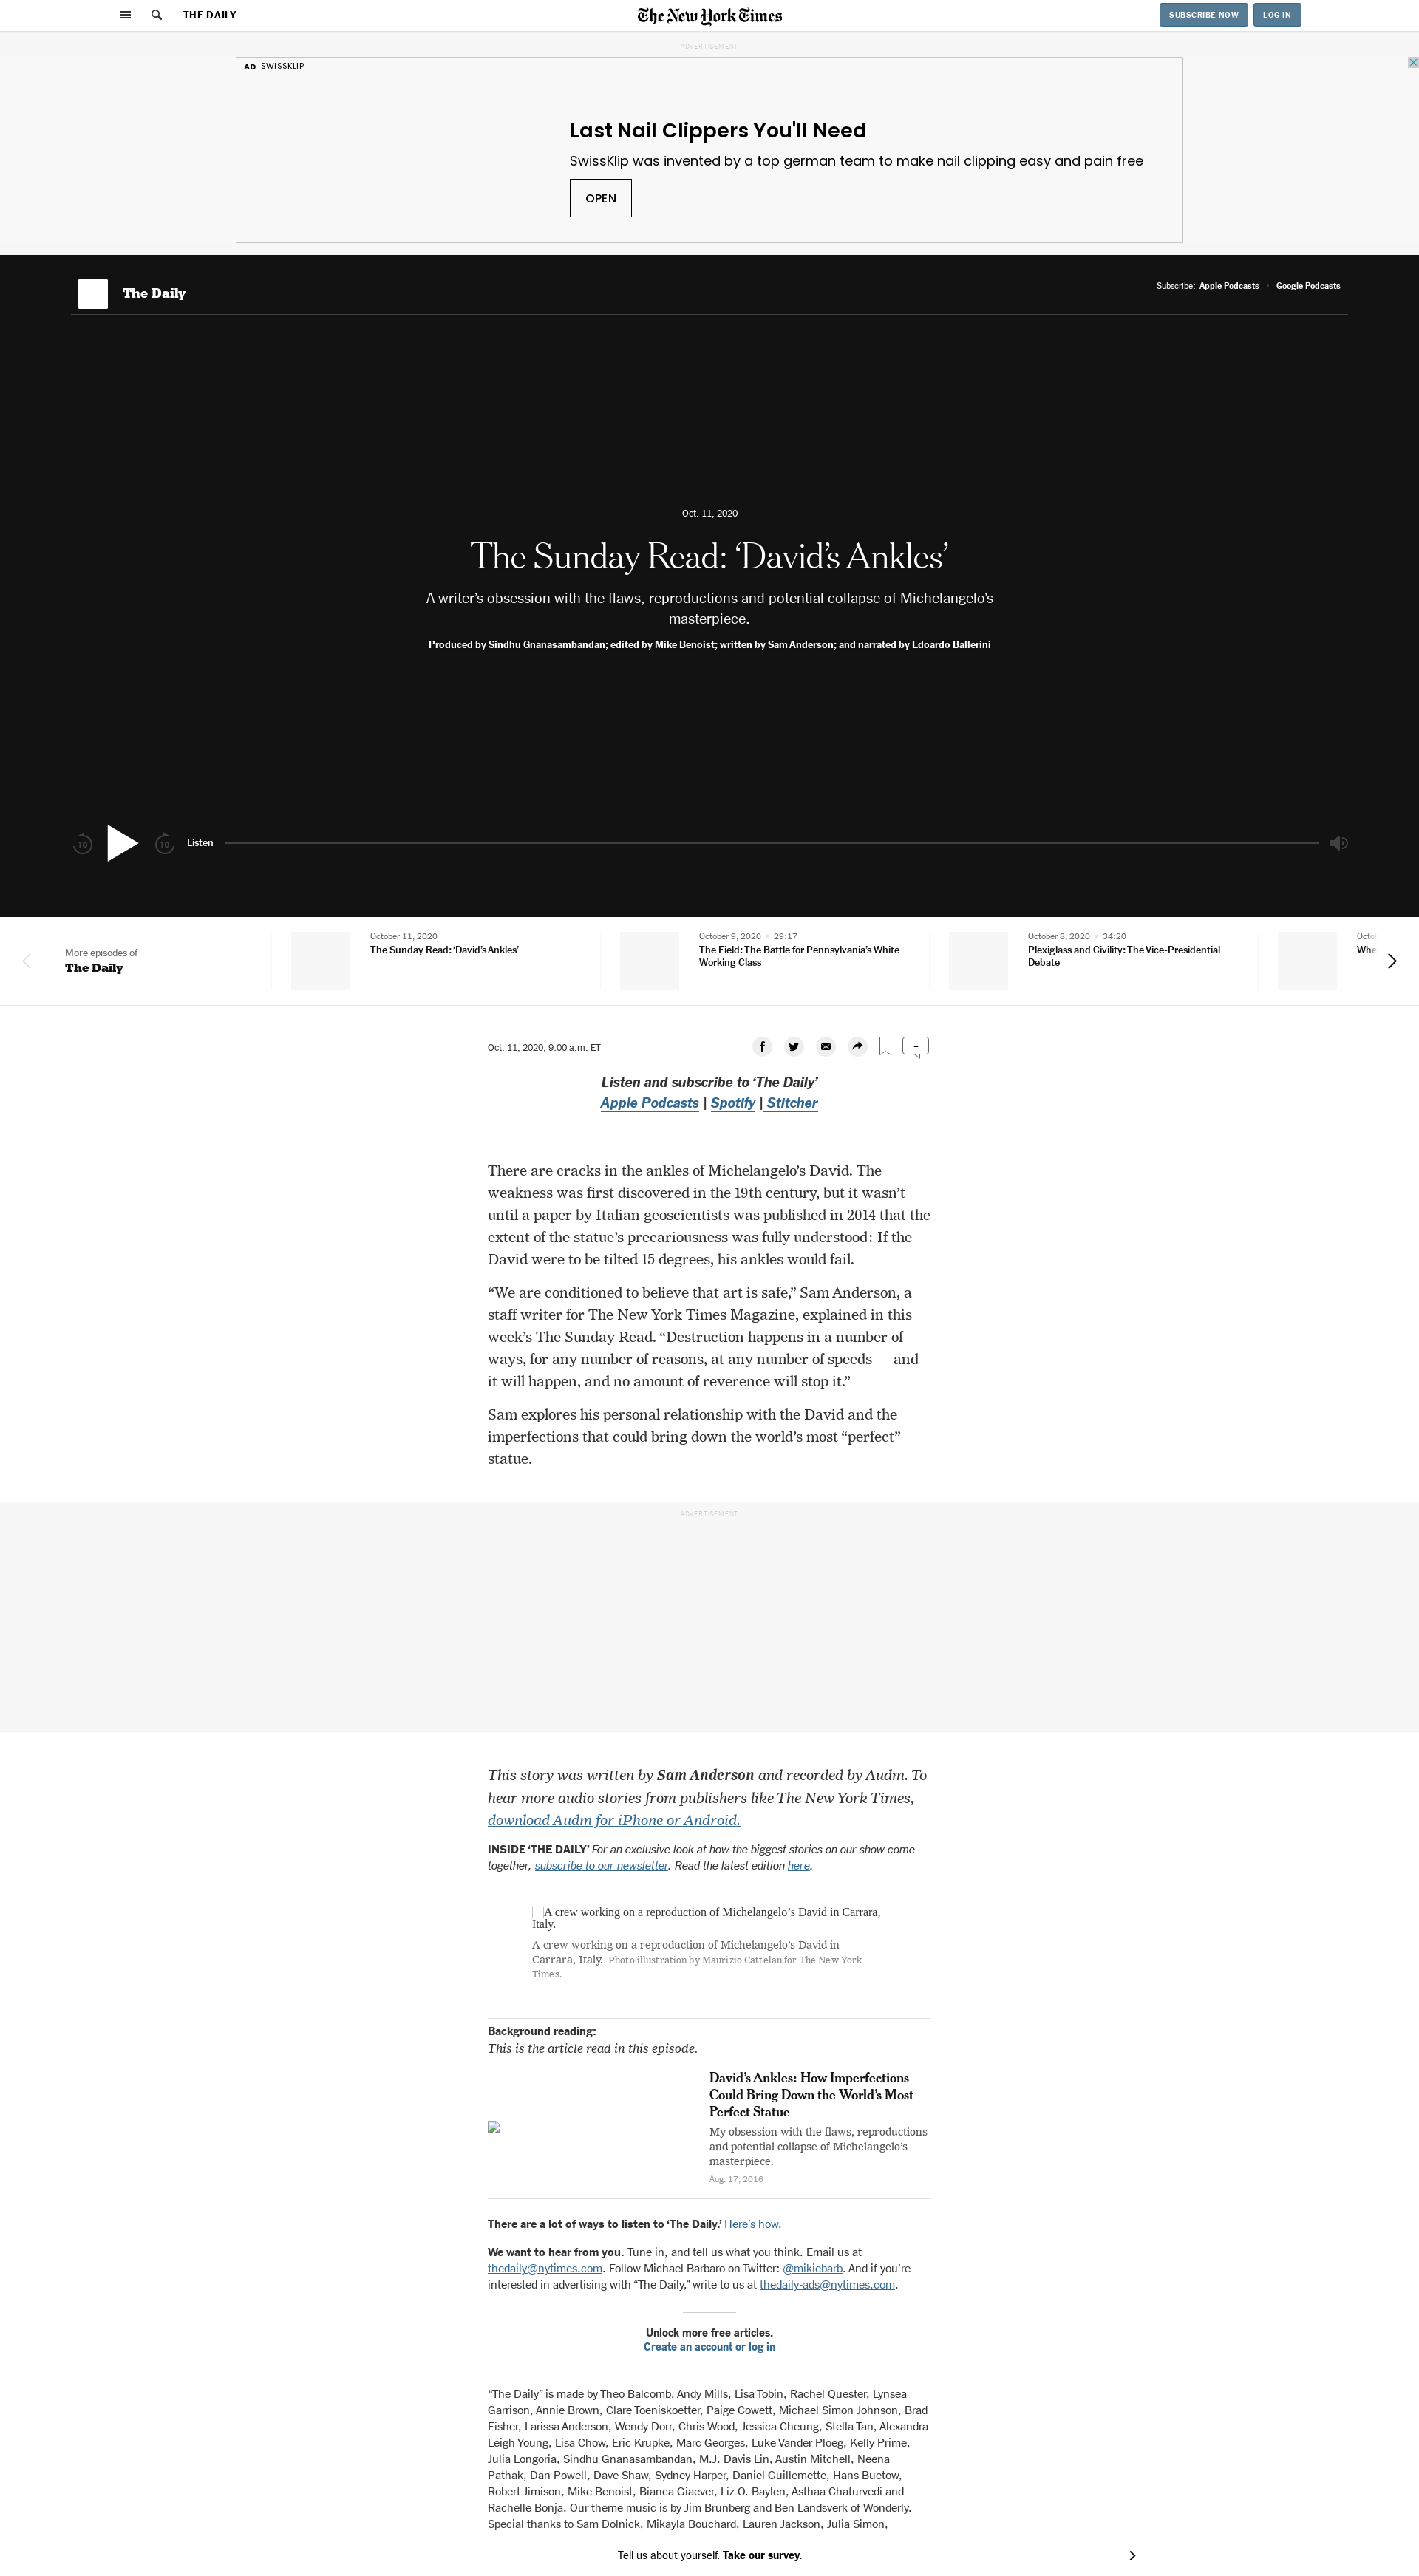 THE DAILY
The New York Times
SUBSCRIBE NOW
LOG IN
ADVERTISEMENT
AD SWISSKLIP
Last Nail Clippers You'll Need
SwissKlip was invented by a top german team to make nail clipping easy and pain free
OPEN
The Daily
Subscribe: Apple Podcasts • Google Podcasts
Oct. 11, 2020
The Sunday Read: ‘David’s Ankles’
A writer’s obsession with the flaws, reproductions and potential collapse of Michelangelo’s
masterpiece.
Produced by Sindhu Gnanasambandan; edited by Mike Benoist; written by Sam Anderson; and narrated by Edoardo Ballerini
10
10
Listen
More episodes of
The Daily
October 11, 2020
The Sunday Read: ‘David’s Ankles’
October 9, 2020 • 29:17
The Field: The Battle for Pennsylvania’s White
Working Class
October 8, 2020 • 34:20
Plexiglass and Civility: The Vice-Presidential
Debate
Octo
Whe
Oct. 11, 2020, 9:00 a.m. ET
+
Listen and subscribe to ‘The Daily’
Apple Podcasts | Spotify | Stitcher
There are cracks in the ankles of Michelangelo’s David. The
weakness was first discovered in the 19th century, but it wasn’t
until a paper by Italian geoscientists was published in 2014 that the
extent of the statue’s precariousness was fully understood: If the
David were to be tilted 15 degrees, his ankles would fail.
“We are conditioned to believe that art is safe,” Sam Anderson, a
staff writer for The New York Times Magazine, explained in this
week’s The Sunday Read. “Destruction happens in a number of
ways, for any number of reasons, at any number of speeds — and
it will happen, and no amount of reverence will stop it.”
Sam explores his personal relationship with the David and the
imperfections that could bring down the world’s most “perfect”
statue.
ADVERTISEMENT
This story was written by Sam Anderson and recorded by Audm. To
hear more audio stories from publishers like The New York Times,
download Audm for iPhone or Android.
INSIDE ‘THE DAILY’ For an exclusive look at how the biggest stories on our show come
together, subscribe to our newsletter. Read the latest edition here.
A crew working on a reproduction of Michelangelo’s David in Carrara,
Italy.
A crew working on a reproduction of Michelangelo’s David in
Carrara, Italy. Photo illustration by Maurizio Cattelan for The New York
Times.
Background reading:
This is the article read in this episode.
David’s Ankles: How Imperfections
Could Bring Down the World’s Most
Perfect Statue
My obsession with the flaws, reproductions
and potential collapse of Michelangelo’s
masterpiece.
Aug. 17, 2016
There are a lot of ways to listen to ‘The Daily.’ Here’s how.
We want to hear from you. Tune in, and tell us what you think. Email us at
thedaily@nytimes.com. Follow Michael Barbaro on Twitter: @mikiebarb. And if you’re
interested in advertising with “The Daily,” write to us at thedaily-ads@nytimes.com.
Unlock more free articles.
Create an account or log in
“The Daily” is made by Theo Balcomb, Andy Mills, Lisa Tobin, Rachel Quester, Lynsea
Garrison, Annie Brown, Clare Toeniskoetter, Paige Cowett, Michael Simon Johnson, Brad
Fisher, Larissa Anderson, Wendy Dorr, Chris Wood, Jessica Cheung, Stella Tan, Alexandra
Leigh Young, Lisa Chow, Eric Krupke, Marc Georges, Luke Vander Ploeg, Kelly Prime,
Julia Longoria, Sindhu Gnanasambandan, M.J. Davis Lin, Austin Mitchell, Neena
Pathak, Dan Powell, Dave Shaw, Sydney Harper, Daniel Guillemette, Hans Buetow,
Robert Jimison, Mike Benoist, Bianca Giaever, Liz O. Baylen, Asthaa Chaturvedi and
Rachelle Bonja. Our theme music is by Jim Brunberg and Ben Landsverk of Wonderly.
Special thanks to Sam Dolnick, Mikayla Bouchard, Lauren Jackson, Julia Simon,
Tell us about yourself. Take our survey.